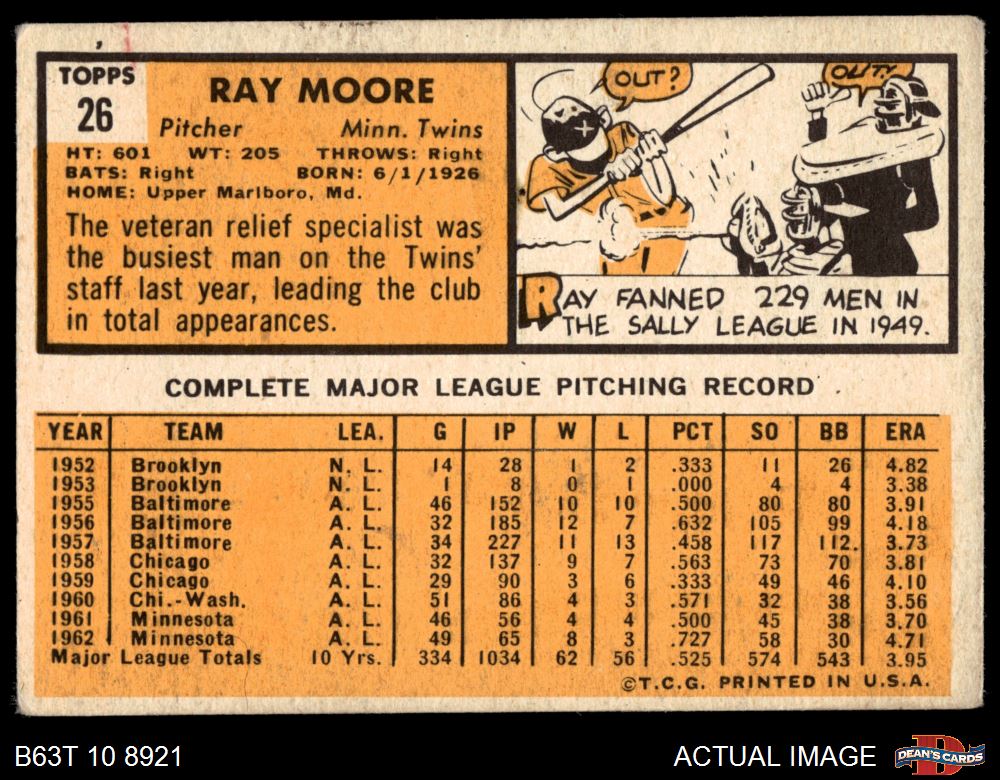 TOPPS
26
RAY MOORE
Pitcher Minn. Twins
HT: 601 WT: 205 THROWS: Right
BATS: Right BORN: 6/1/1926
HOME: Upper Marlboro, Md.
The veteran relief specialist was
the busiest man on the Twins'
staff last year, leading the club
in total appearances.
OUT?
OUT!
RAY FANNED 229 MEN IN
THE SALLY LEAGUE IN 1949.
COMPLETE MAJOR LEAGUE PITCHING RECORD
YEAR TEAM LEA. G IP W L PCT SO BB ERA
1952 Brooklyn N. L. 14 28 1 2 .333 11 26 4.82
1953 Brooklyn N. L. 1 8 0 1 .000 4 4 3.38
1955 Baltimore A. L. 46 152 10 10 .500 80 80 3.91
1956 Baltimore A. L. 32 185 12 7 .632 105 99 4.18
1957 Baltimore A. L. 34 227 11 13 .458 117 112 3.73
1958 Chicago A. L. 32 137 9 7 .563 73 70 3.81
1959 Chicago A. L. 29 90 3 6 .333 49 46 4.10
1960 Chi.-Wash. A. L. 51 86 4 3 .571 32 38 3.56
1961 Minnesota A. L. 46 56 4 4 .500 45 38 3.70
1962 Minnesota A. L. 49 65 8 3 .727 58 30 4.71
Major League Totals 10 Yrs. 334 1034 62 56 .525 574 543 3.95
©T.C.G. PRINTED IN U.S.A.
B63T 10 8921
ACTUAL IMAGE
DEAN'S CARDS